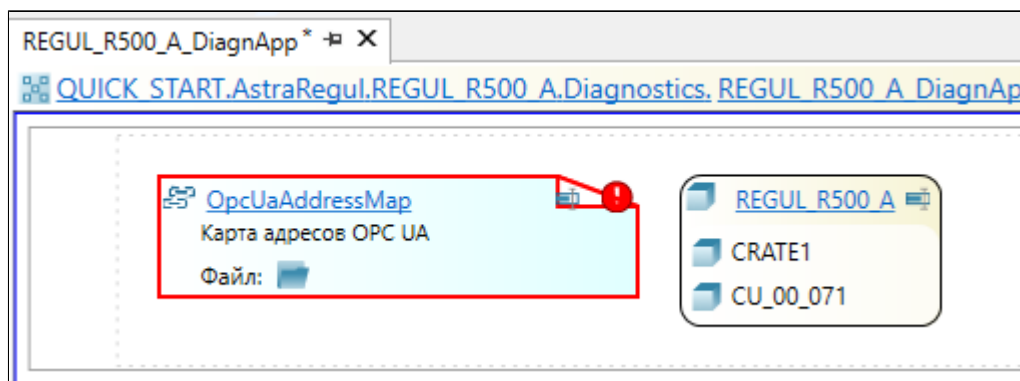 REGUL_R500_A_DiagnApp*
QUICK_START.AstraRegul.REGUL_R500_A.Diagnostics. REGUL_R500_A_DiagnAp
OpcUaAddressMap
Карта адресов OPC UA
Файл:
REGUL_R500_A
CRATE1
CU_00_071